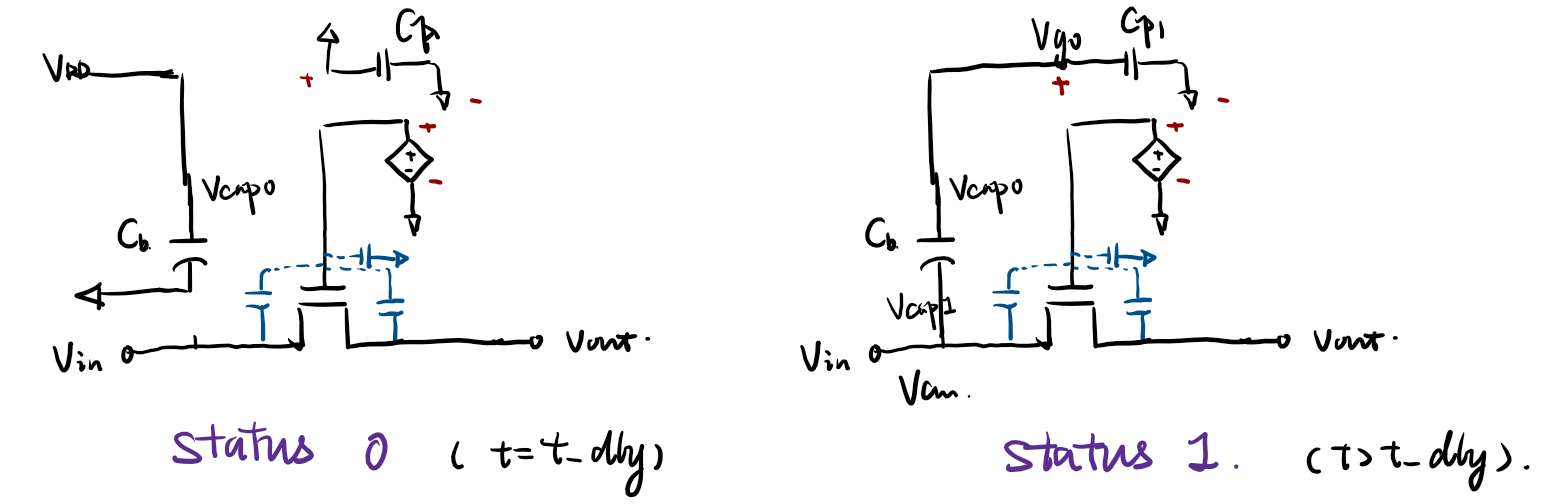 Cp1
VDD
+
-
+
+
-
-
Vcap0
Cb.
Vin
Vout.
Status 0 ( t=t_dly)
Vg0
Cp1
+
-
+
+
-
-
Vcap0
Cb.
Vcap1
Vin
Vout.
Vcm.
Status 1. (t>t_dly).